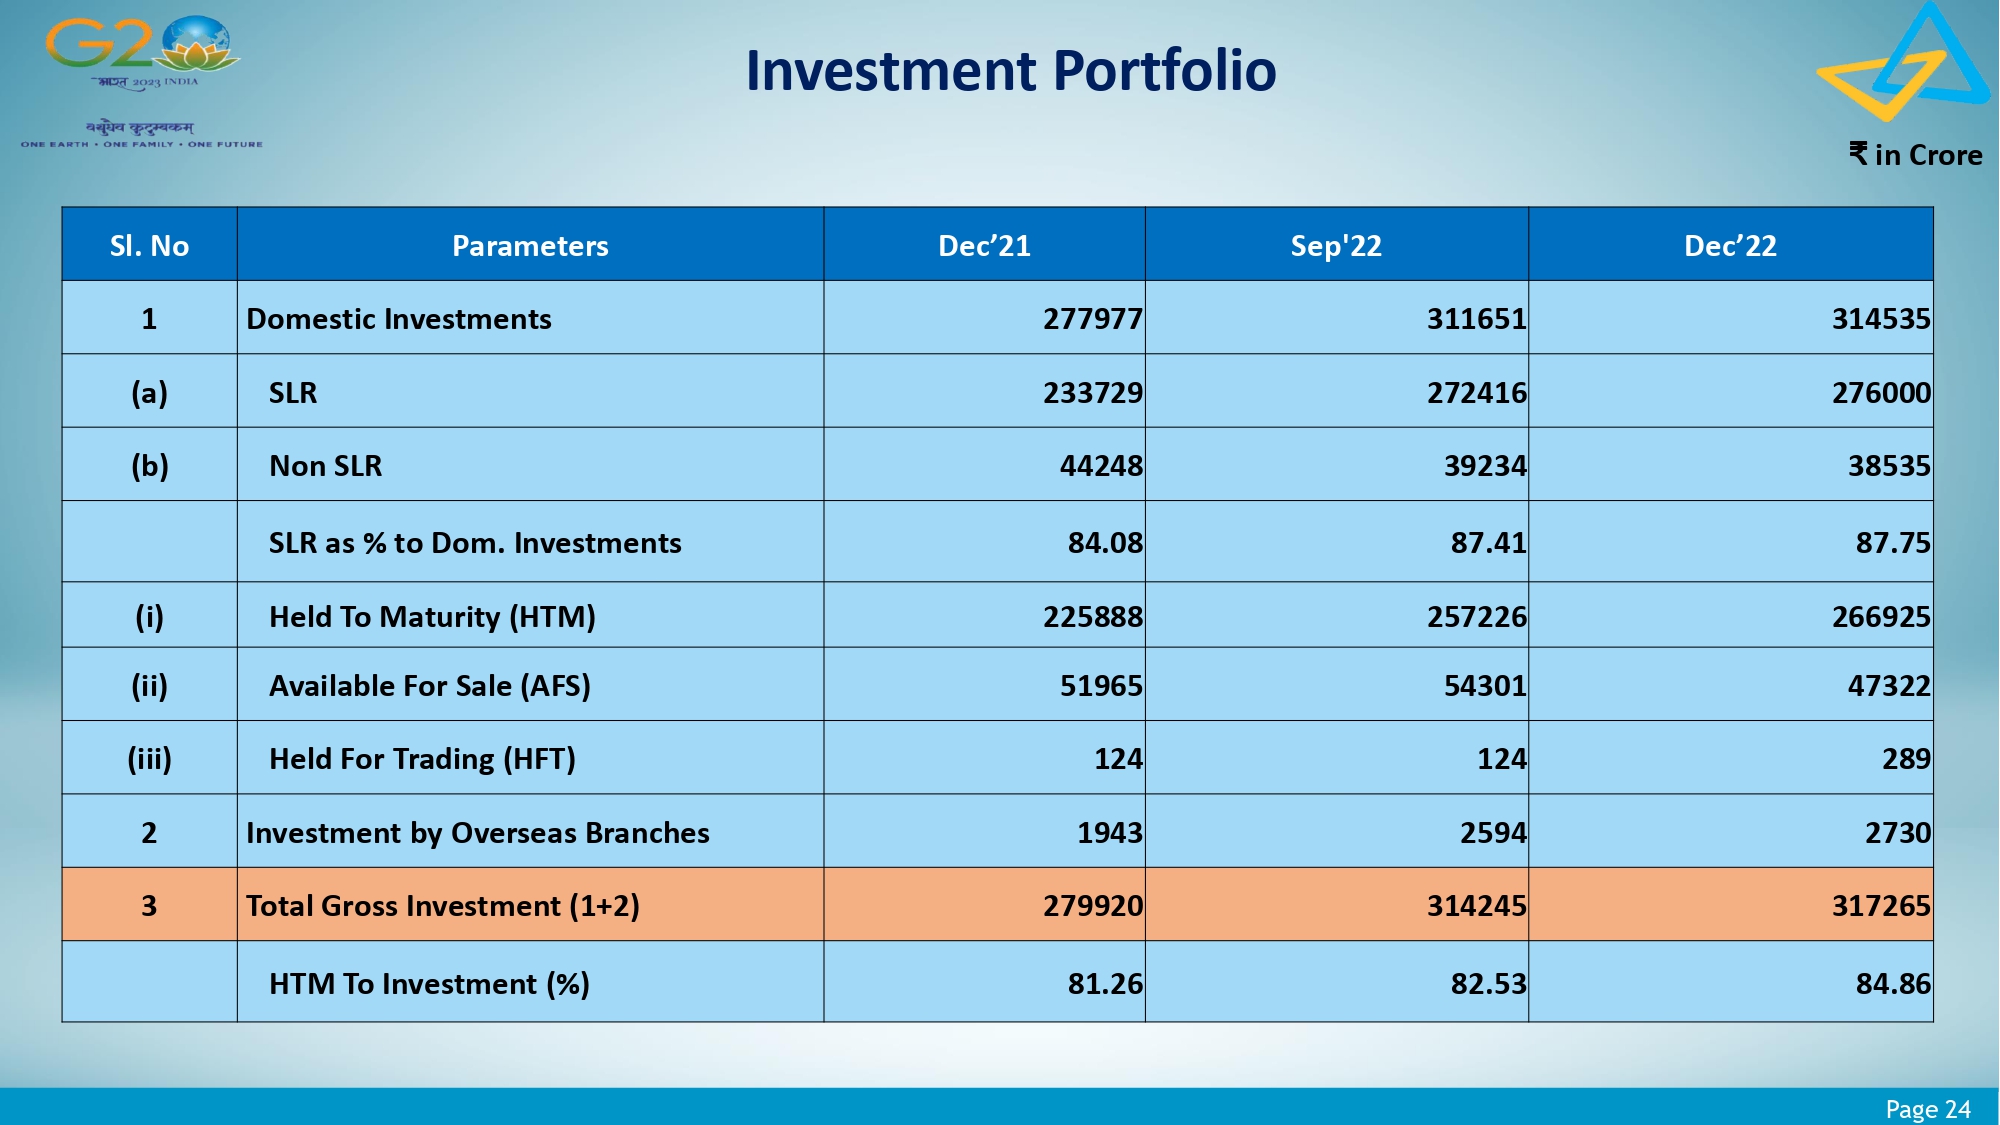 G20
भारत 2023 INDIA
वसुधैव कुटुम्बकम्
ONE EARTH • ONE FAMILY • ONE FUTURE
Investment Portfolio
₹ in Crore
Sl. No Parameters Dec’21 Sep'22 Dec’22
1 Domestic Investments 277977 311651 314535
(a) SLR 233729 272416 276000
(b) Non SLR 44248 39234 38535
SLR as % to Dom. Investments 84.08 87.41 87.75
(i) Held To Maturity (HTM) 225888 257226 266925
(ii) Available For Sale (AFS) 51965 54301 47322
(iii) Held For Trading (HFT) 124 124 289
2 Investment by Overseas Branches 1943 2594 2730
3 Total Gross Investment (1+2) 279920 314245 317265
HTM To Investment (%) 81.26 82.53 84.86
Page 24